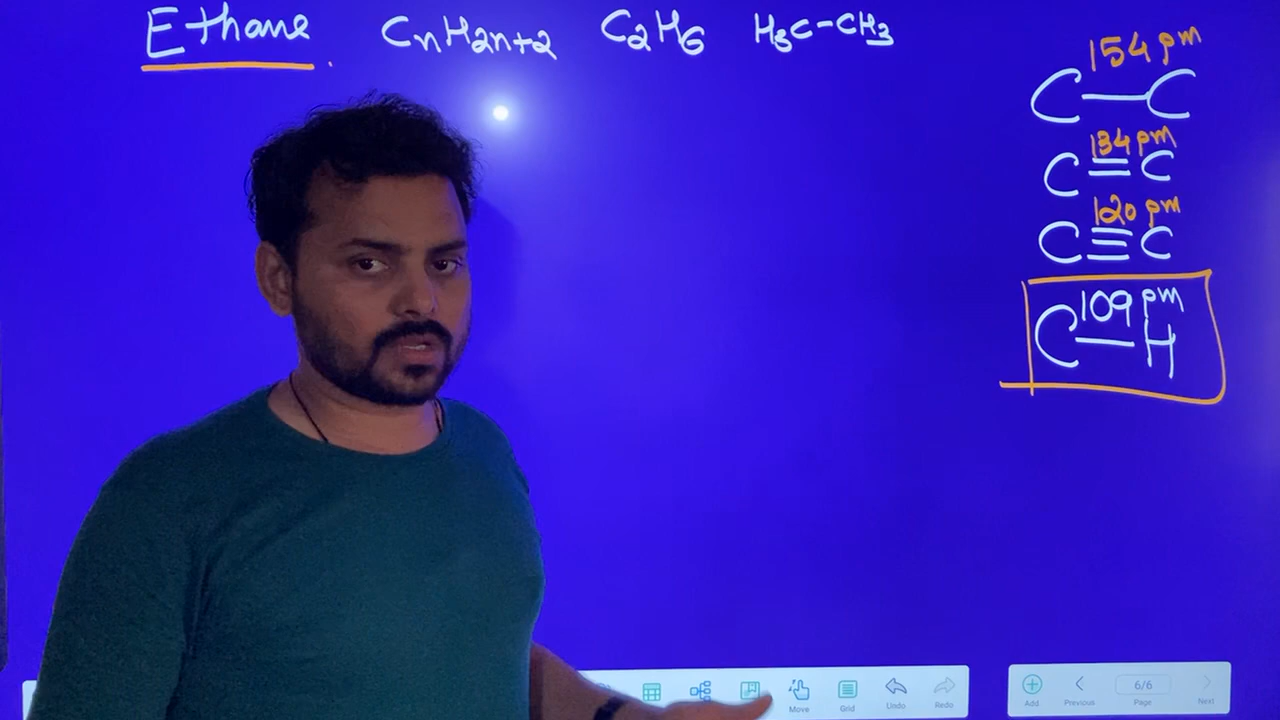 Ethane. CnH2n+2 C2H6 H3C-CH3
154 pm
C-C
134 pm
C=C
120 pm
C≡C
109 pm
C-H
Move Grid Undo Redo
Add Previous 6/6 Page Next